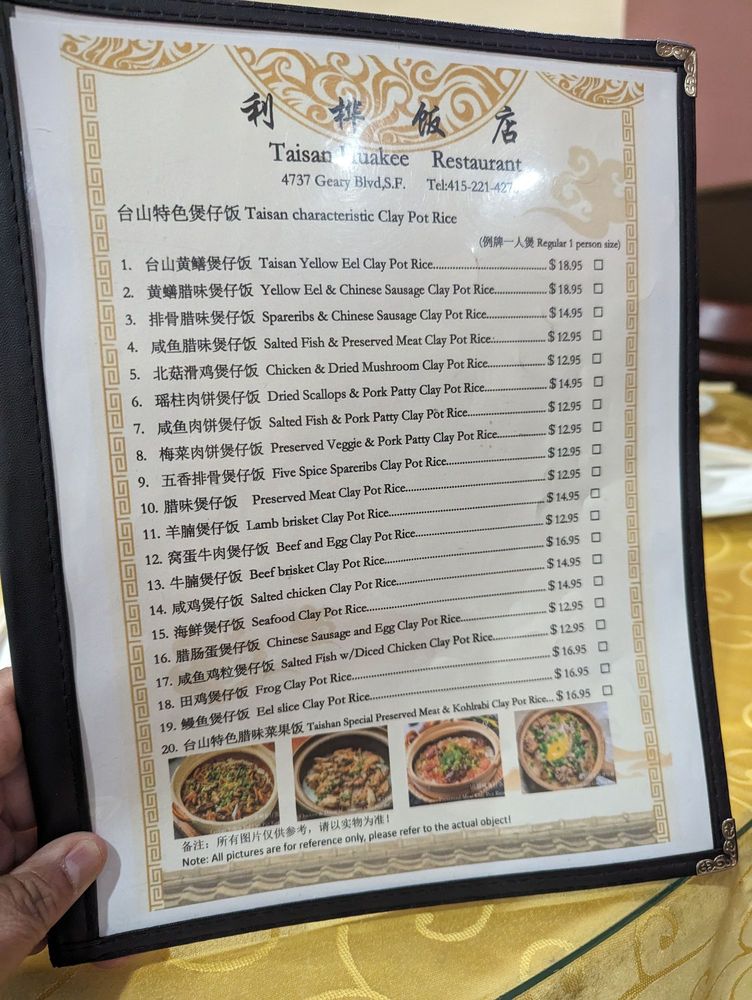 利 桦 饭 店
Taisan Huakee Restaurant
4737 Geary Blvd,S.F. Tel:415-221-427
台山特色煲仔饭 Taisan characteristic Clay Pot Rice
(例牌一人煲 Regular 1 person size)
1. 台山黄鳝煲仔饭 Taisan Yellow Eel Clay Pot Rice $18.95 □
2. 黄鳝腊味煲仔饭 Yellow Eel & Chinese Sausage Clay Pot Rice $18.95 □
3. 排骨腊味煲仔饭 Spareribs & Chinese Sausage Clay Pot Rice $14.95 □
4. 咸鱼腊味煲仔饭 Salted Fish & Preserved Meat Clay Pot Rice $12.95 □
5. 北菇滑鸡煲仔饭 Chicken & Dried Mushroom Clay Pot Rice $12.95 □
6. 瑶柱肉饼煲仔饭 Dried Scallops & Pork Patty Clay Pot Rice $14.95 □
7. 咸鱼肉饼煲仔饭 Salted Fish & Pork Patty Clay Pot Rice $12.95 □
8. 梅菜肉饼煲仔饭 Preserved Veggie & Pork Patty Clay Pot Rice $12.95 □
9. 五香排骨煲仔饭 Five Spice Spareribs Clay Pot Rice $12.95 □
10. 腊味煲仔饭 Preserved Meat Clay Pot Rice $12.95 □
11. 羊腩煲仔饭 Lamb brisket Clay Pot Rice $14.95 □
12. 窝蛋牛肉煲仔饭 Beef and Egg Clay Pot Rice $12.95 □
13. 牛腩煲仔饭 Beef brisket Clay Pot Rice $16.95 □
14. 咸鸡煲仔饭 Salted chicken Clay Pot Rice $14.95 □
15. 海鲜煲仔饭 Seafood Clay Pot Rice $14.95 □
16. 腊肠蛋煲仔饭 Chinese Sausage and Egg Clay Pot Rice $12.95 □
17. 咸鱼鸡粒煲仔饭 Salted Fish w/Diced Chicken Clay Pot Rice $12.95 □
18. 田鸡煲仔饭 Frog Clay Pot Rice $16.95 □
19. 鳗鱼煲仔饭 Eel slice Clay Pot Rice $16.95 □
20. 台山特色腊味菜果饭 Taishan Special Preserved Meat & Kohlrabi Clay Pot Rice... $16.95 □
备注：所有图片仅供参考，请以实物为准！
Note: All pictures are for reference only, please refer to the actual object!